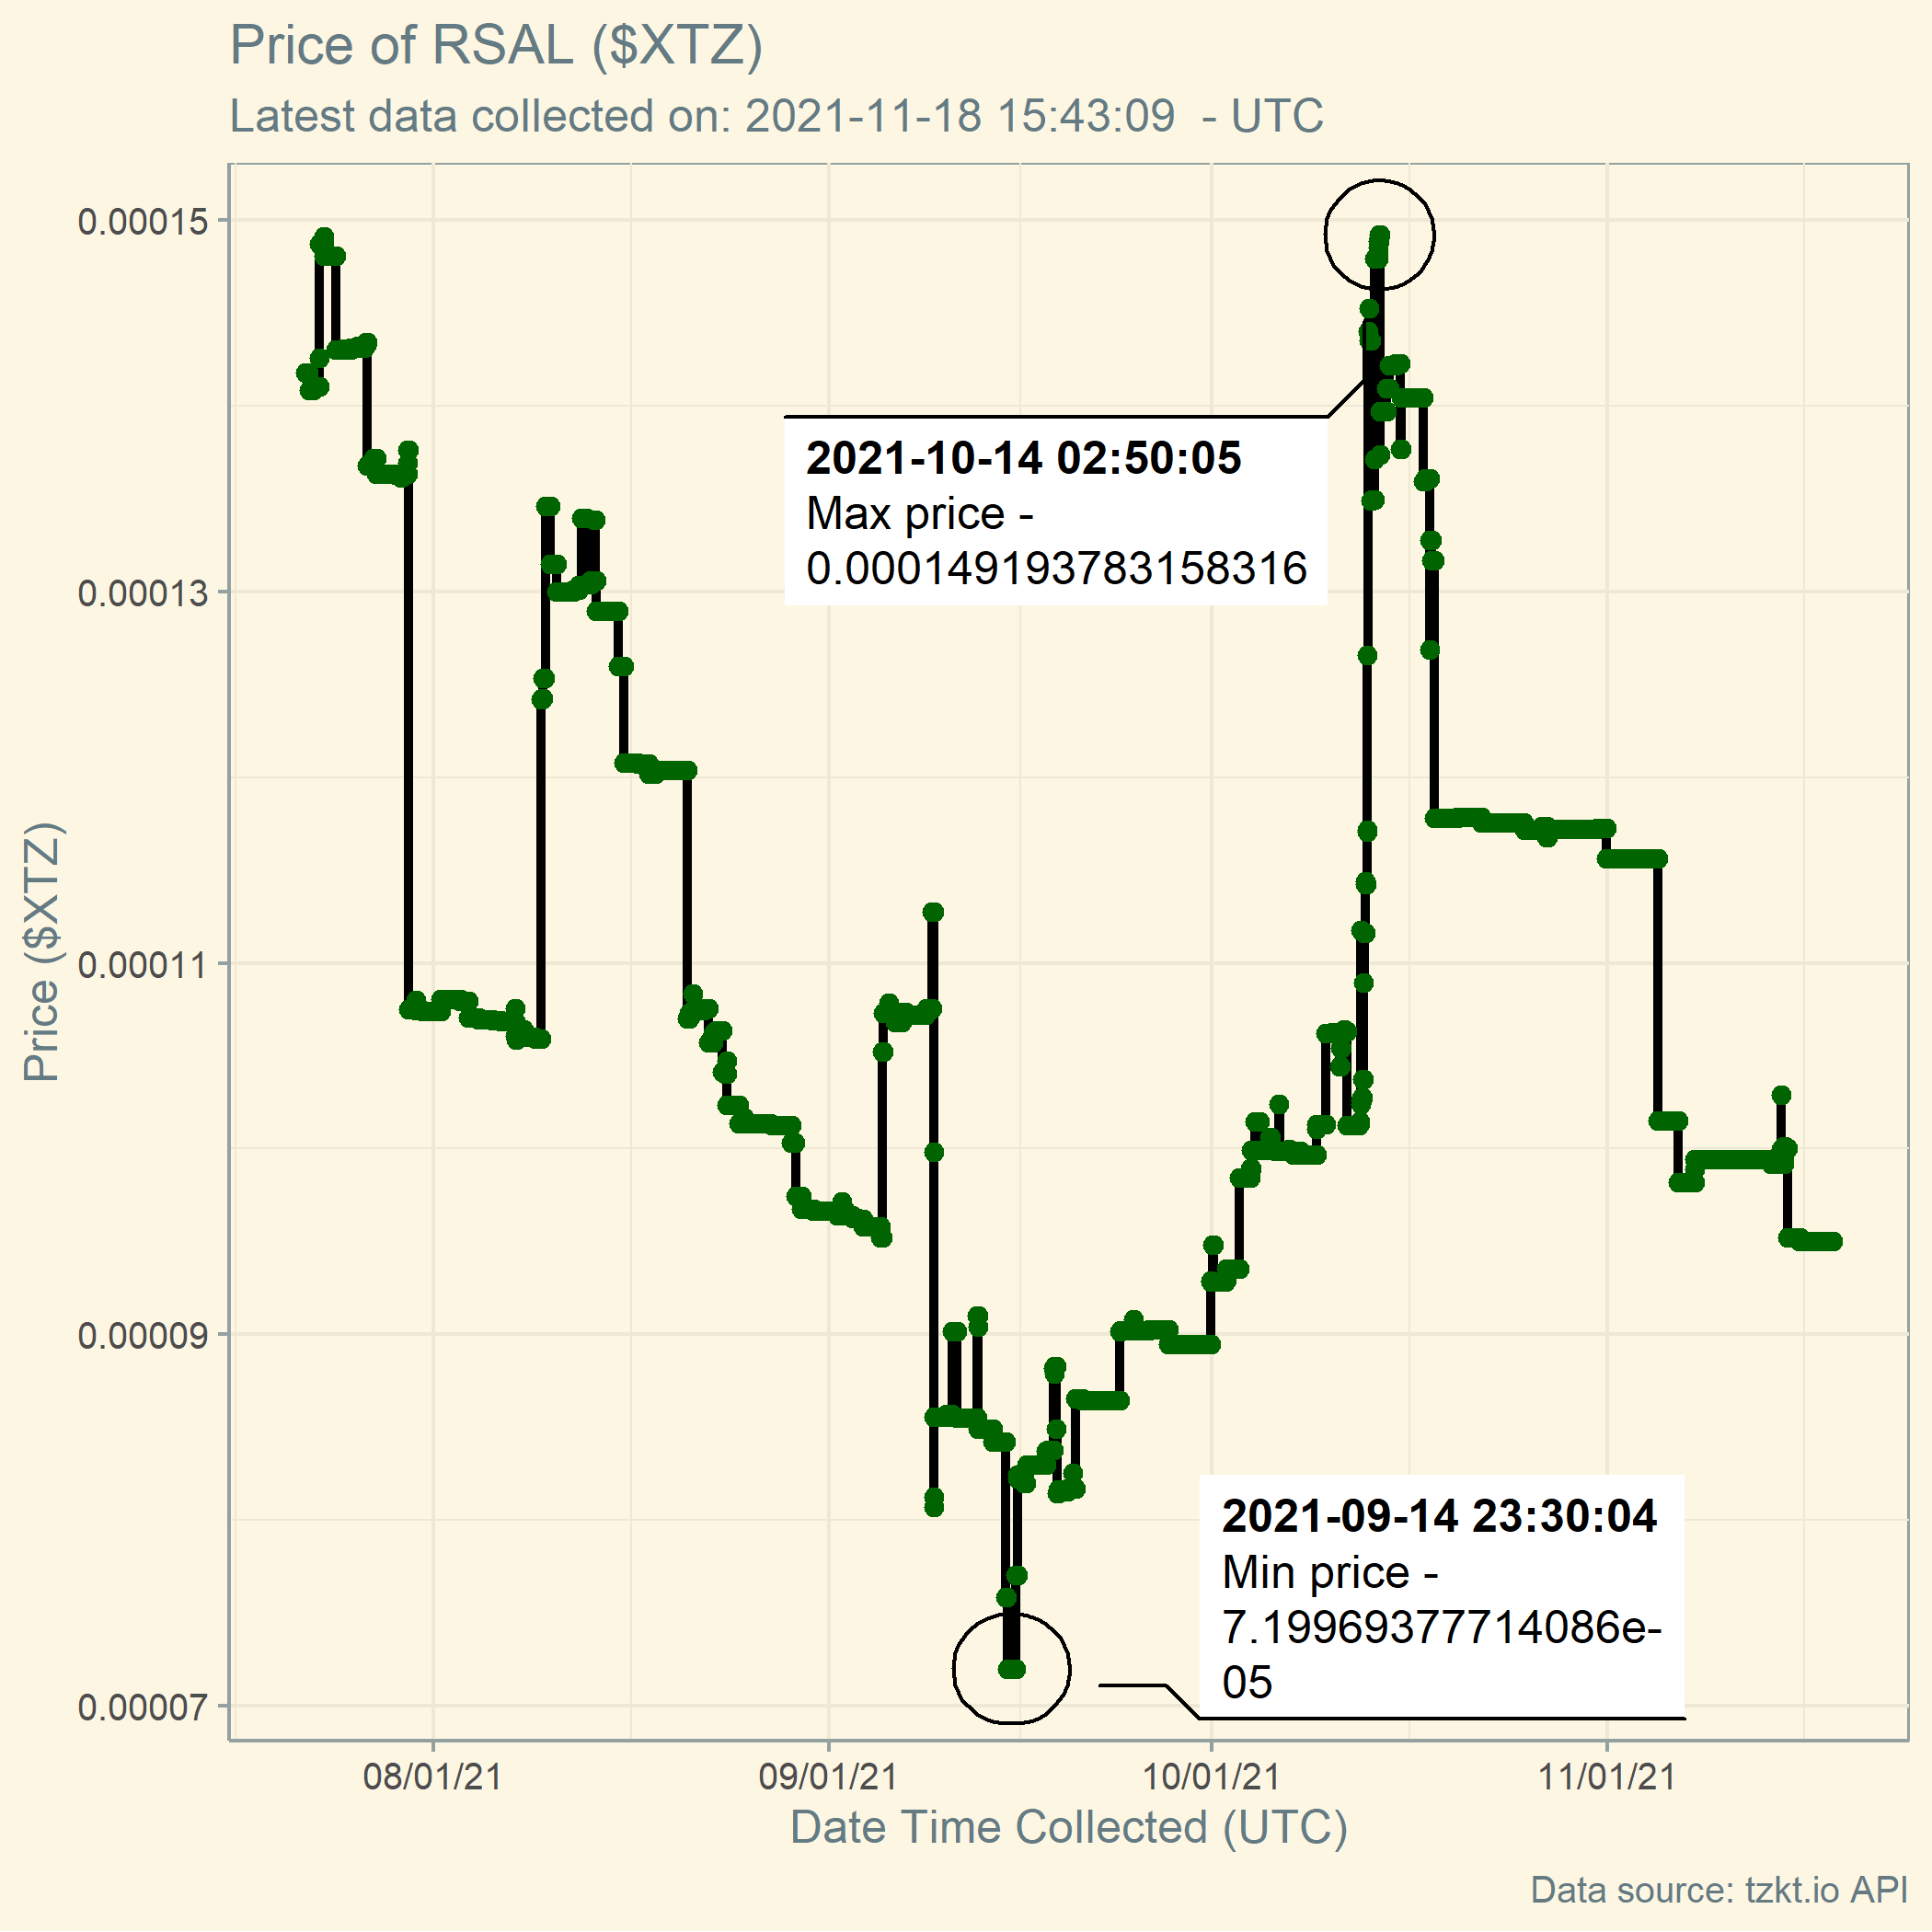 Price of RSAL ($XTZ)
Latest data collected on: 2021-11-18 15:43:09  - UTC
Price ($XTZ)
0.00015
0.00013
0.00011
0.00009
0.00007
2021-10-14 02:50:05
Max price -
0.000149193783158316
2021-09-14 23:30:04
Min price -
7.19969377714086e-
05
08/01/21
09/01/21
10/01/21
11/01/21
Date Time Collected (UTC)
Data source: tzkt.io API